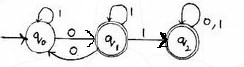 1 1 0,1
q₀ 0 q₁ 1 q₂
0